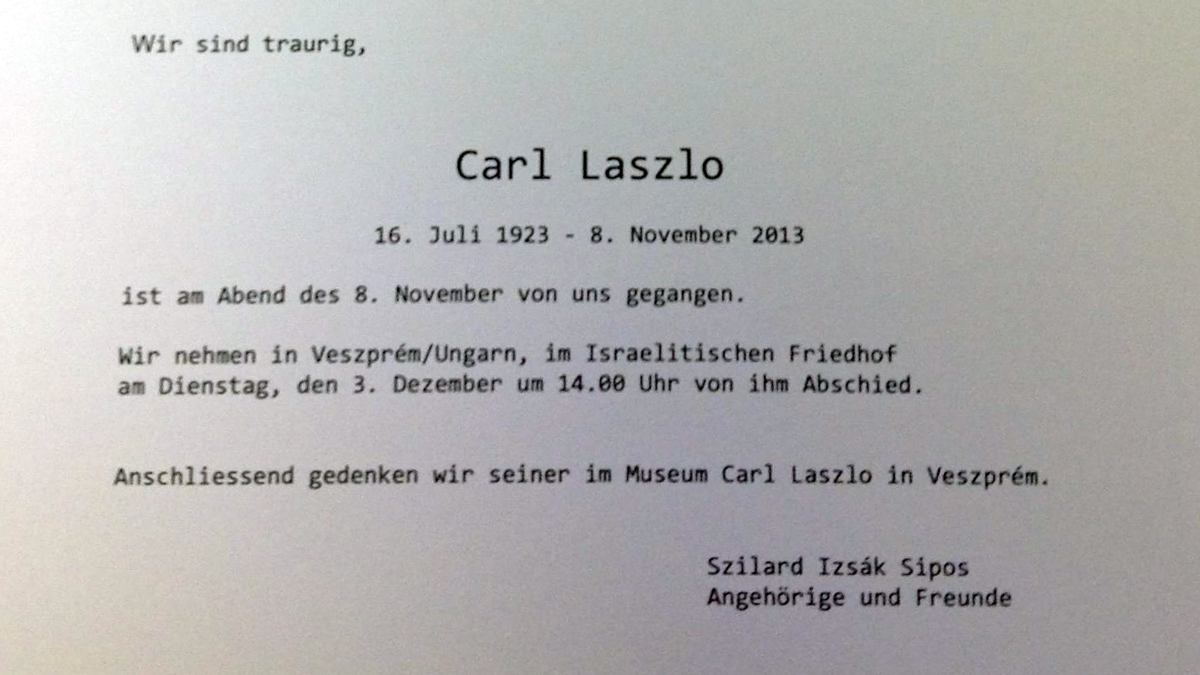 Wir sind traurig,
Carl Laszlo
16. Juli 1923 - 8. November 2013
ist am Abend des 8. November von uns gegangen.
Wir nehmen in Veszprém/Ungarn, im Israelitischen Friedhof
am Dienstag, den 3. Dezember um 14.00 Uhr von ihm Abschied.
Anschliessend gedenken wir seiner im Museum Carl Laszlo in Veszprém.
Szilard Izsák Sipos
Angehörige und Freunde